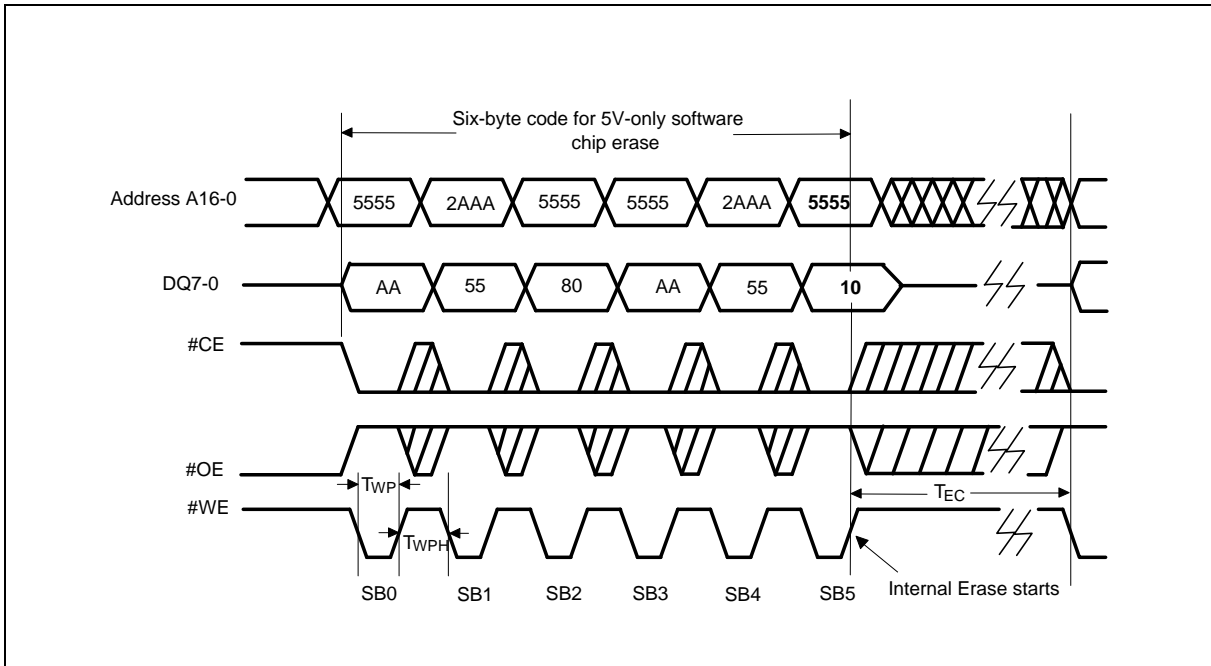 Six-byte code for 5V-only software
chip erase
Address A16-0
5555
2AAA
5555
5555
2AAA
5555
DQ7-0
AA
55
80
AA
55
10
#CE
#OE
TWP
TEC
#WE
TWPH
SB0
SB1
SB2
SB3
SB4
SB5
Internal Erase starts